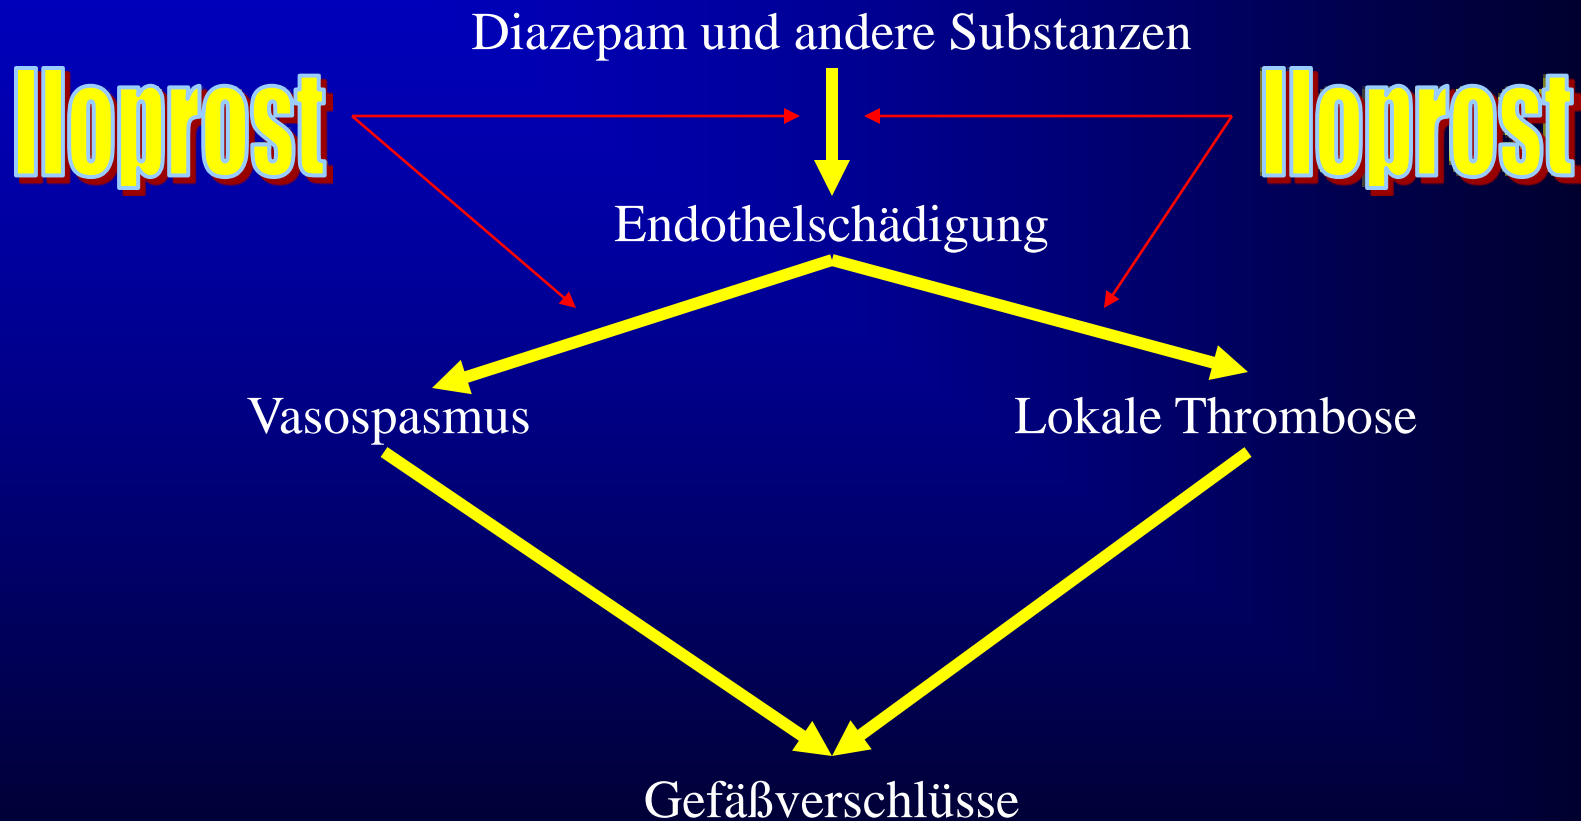 Diazepam und andere Substanzen
Iloprost
Iloprost
Endothelschädigung
Vasospasmus
Lokale Thrombose
Gefäßverschlüsse